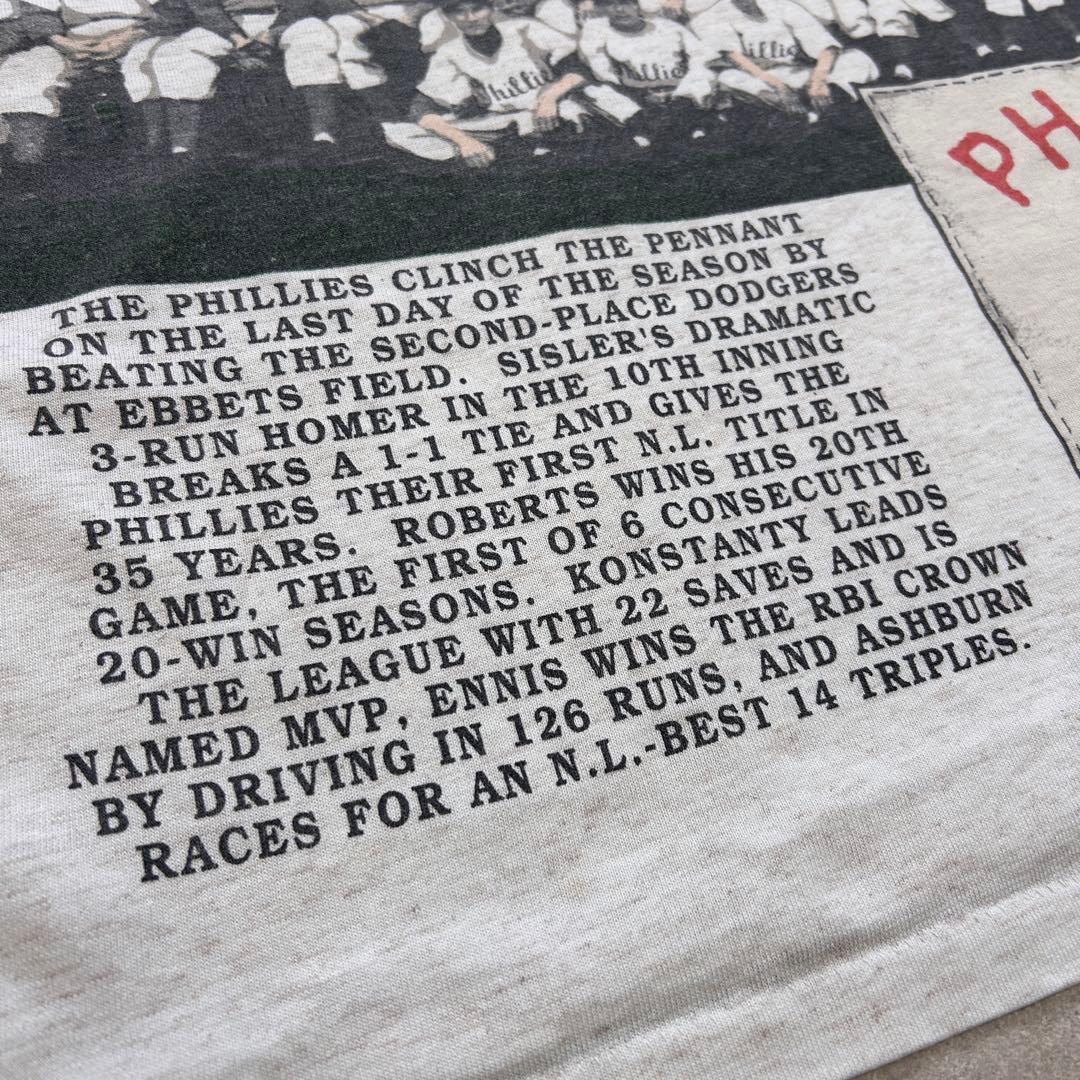 Phillie
Phillie
illie
PH
THE PHILLIES CLINCH THE PENNANT
ON THE LAST DAY OF THE SEASON BY
BEATING THE SECOND-PLACE DODGERS
AT EBBETS FIELD. SISLER'S DRAMATIC
3-RUN HOMER IN THE 10TH INNING
BREAKS A 1-1 TIE AND GIVES THE
PHILLIES THEIR FIRST N.L. TITLE IN
35 YEARS. ROBERTS WINS HIS 20TH
GAME, THE FIRST OF 6 CONSECUTIVE
20-WIN SEASONS. KONSTANTY LEADS
THE LEAGUE WITH 22 SAVES AND IS
NAMED MVP, ENNIS WINS THE RBI CROWN
BY DRIVING IN 126 RUNS, AND ASHBURN
RACES FOR AN N.L.-BEST 14 TRIPLES.